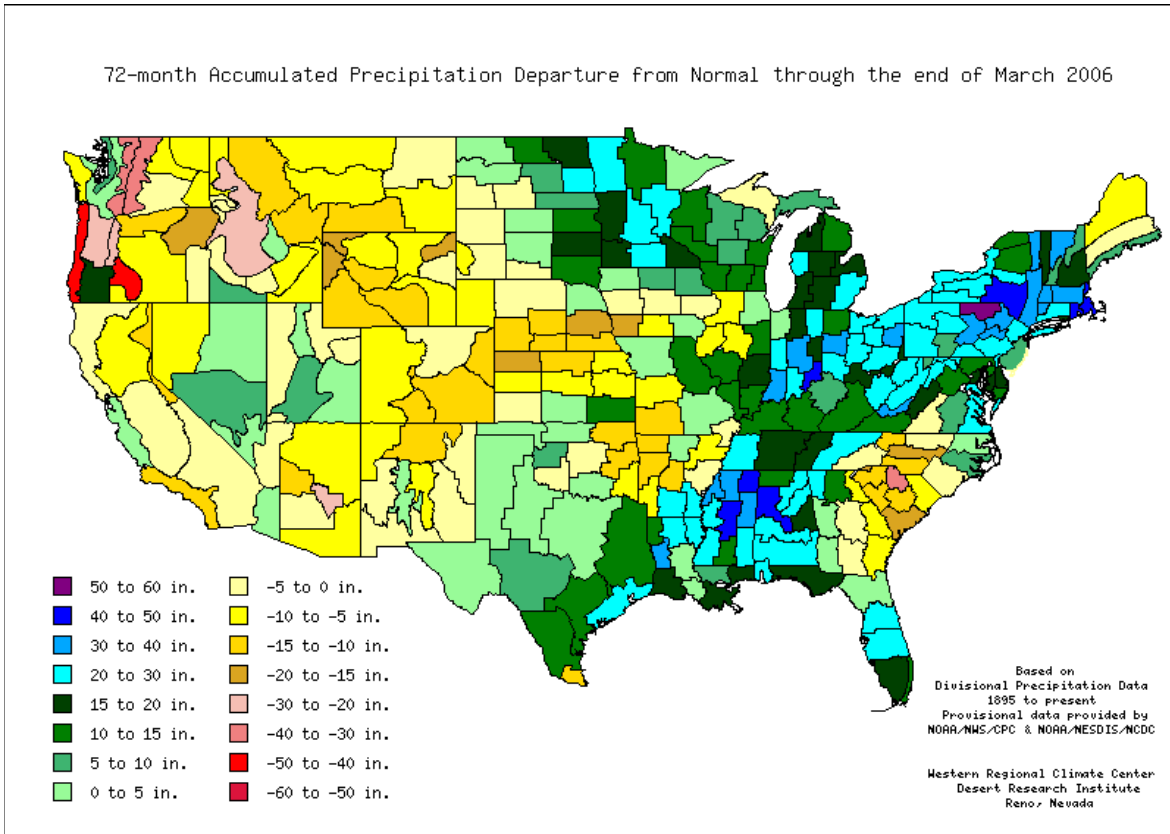 72-month Accumulated Precipitation Departure from Normal through the end of March 2006
50 to 60 in.
40 to 50 in.
30 to 40 in.
20 to 30 in.
15 to 20 in.
10 to 15 in.
5 to 10 in.
0 to 5 in.
-5 to 0 in.
-10 to -5 in.
-15 to -10 in.
-20 to -15 in.
-30 to -20 in.
-40 to -30 in.
-50 to -40 in.
-60 to -50 in.
Based on
Divisional Precipitation Data
1895 to present
Provisional data provided by
NOAA/NWS/CPC & NOAA/NESDIS/NCDC
Western Regional Climate Center
Desert Research Institute
Reno, Nevada